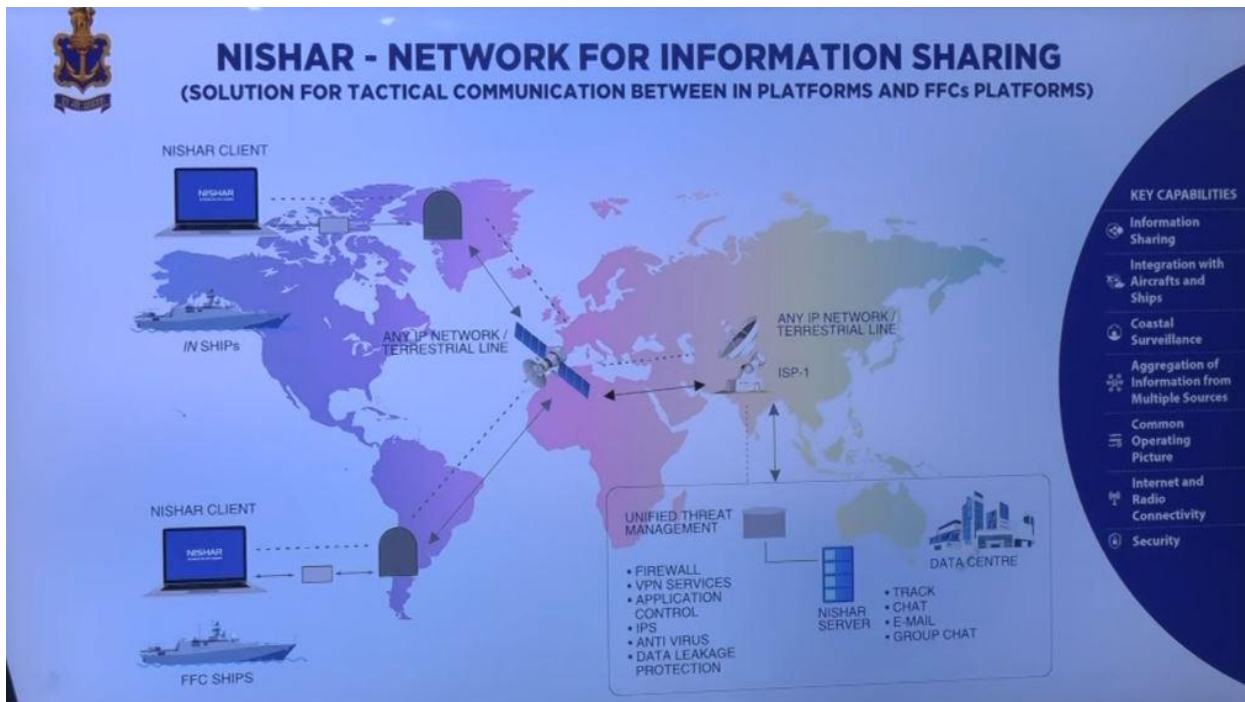 NISHAR - NETWORK FOR INFORMATION SHARING
(SOLUTION FOR TACTICAL COMMUNICATION BETWEEN IN PLATFORMS AND FFCs PLATFORMS)
NISHAR CLIENT
NISHAR
IN SHIPs
ANY IP NETWORK /
TERRESTRIAL LINE
ANY IP NETWORK /
TERRESTRIAL LINE
ISP-1
NISHAR CLIENT
NISHAR
FFC SHIPS
UNIFIED THREAT
MANAGEMENT
• FIREWALL
• VPN SERVICES
• APPLICATION
CONTROL
• IPS
• ANTI VIRUS
• DATA LEAKAGE
PROTECTION
NISHAR
SERVER
DATA CENTRE
• TRACK
• CHAT
• E-MAIL
• GROUP CHAT
KEY CAPABILITIES
Information
Sharing
Integration with
Aircrafts and
Ships
Coastal
Surveillance
Aggregation of
Information from
Multiple Sources
Common
Operating
Picture
Internet and
Radio
Connectivity
Security